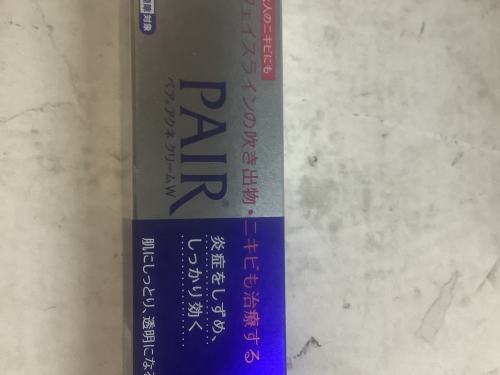 大人のニキビにも
フェイスラインの吹き出物・ニキビも治療する
PAIR®
ペアアクネクリームW
対象
炎症をしずめ、
しっかり効く
肌にしっとり、透明になる